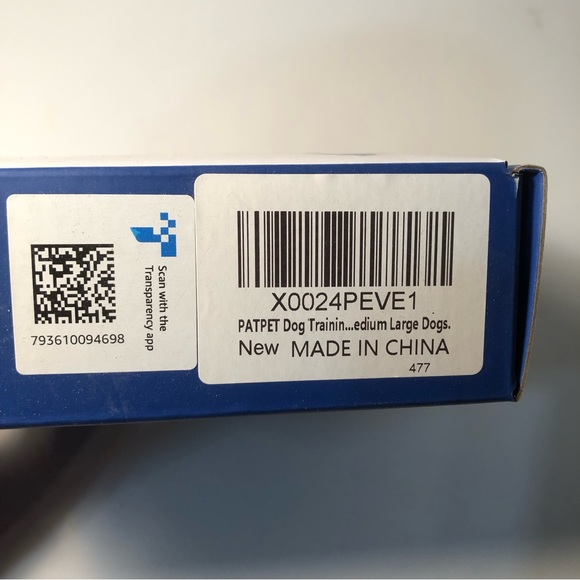 Scan with the
Transparency app
793610094698
X0024PEVE1
PATPET Dog Trainin...edium Large Dogs.
New MADE IN CHINA
477